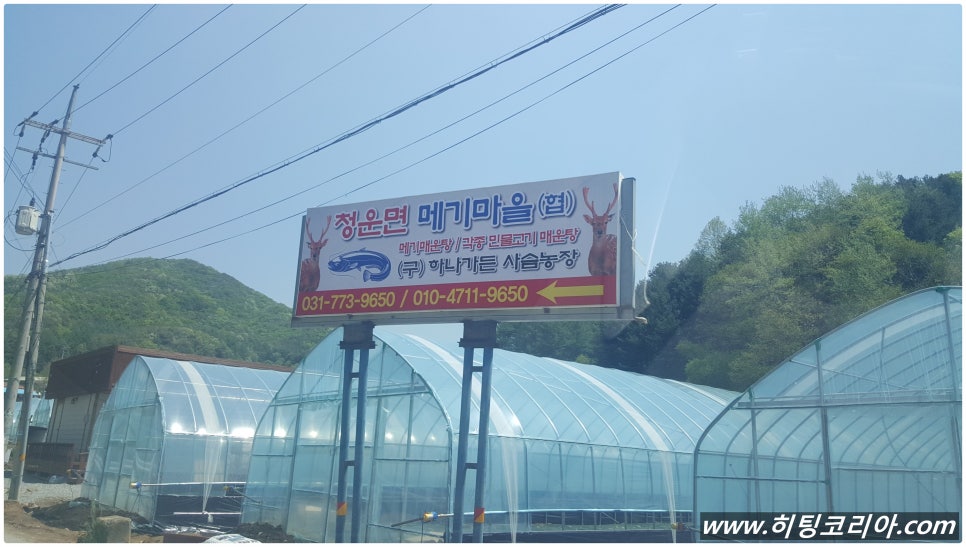 청운면 메기마을(협)
메기매운탕 / 각종 민물고기 매운탕
(구) 하나가든 사슴농장
031-773-9650 / 010-4711-9650
www.히팅코리아.com